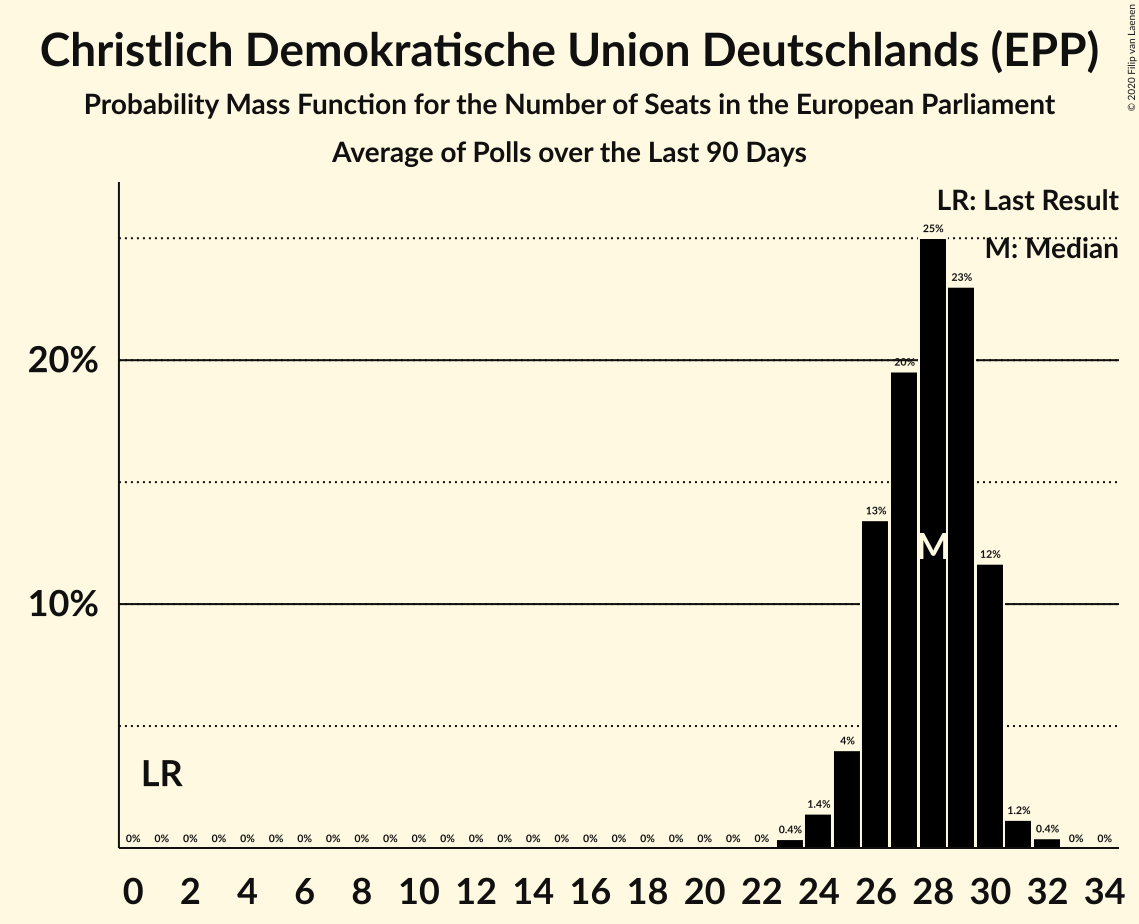 Christlich Demokratische Union Deutschlands (EPP)
Probability Mass Function for the Number of Seats in the European Parliament
Average of Polls over the Last 90 Days
© 2020 Filip van Laenen
LR: Last Result
M: Median
25%
23%
20%
20%
13%
M
12%
10%
4%
LR
1.4%
1.2%
0.4%
0.4%
0% 0% 0% 0% 0% 0% 0% 0% 0% 0% 0% 0% 0% 0% 0% 0% 0% 0% 0% 0% 0% 0% 0% 0% 0%
0 2 4 6 8 10 12 14 16 18 20 22 24 26 28 30 32 34